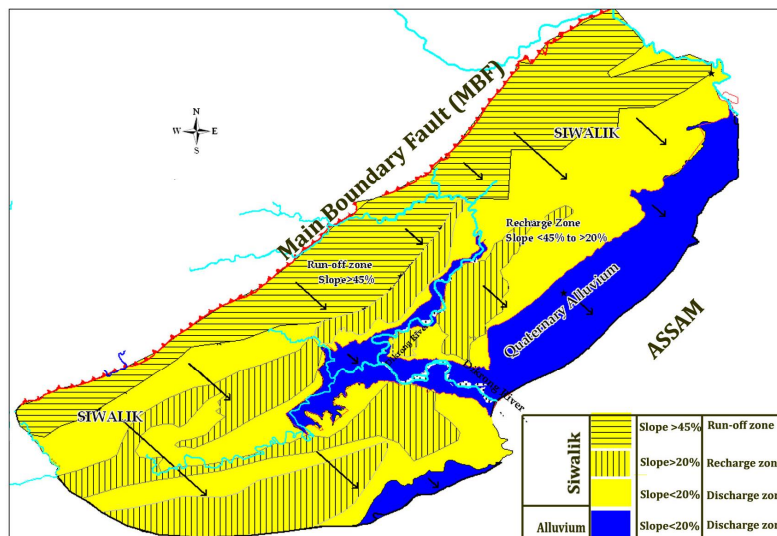 Main Boundary Fault (MBF)
N
W E
S
SIWALIK
Recharge Zone
Slope <45% to >20%
Run-off zone
Slope>45%
Quaternary Alluvium
ASSAM
River
River
SIWALIK
Siwalik
Slope >45% Run-off zone
Slope>20% Recharge zon
Slope<20% Discharge zon
Alluvium Slope<20% Discharge zon